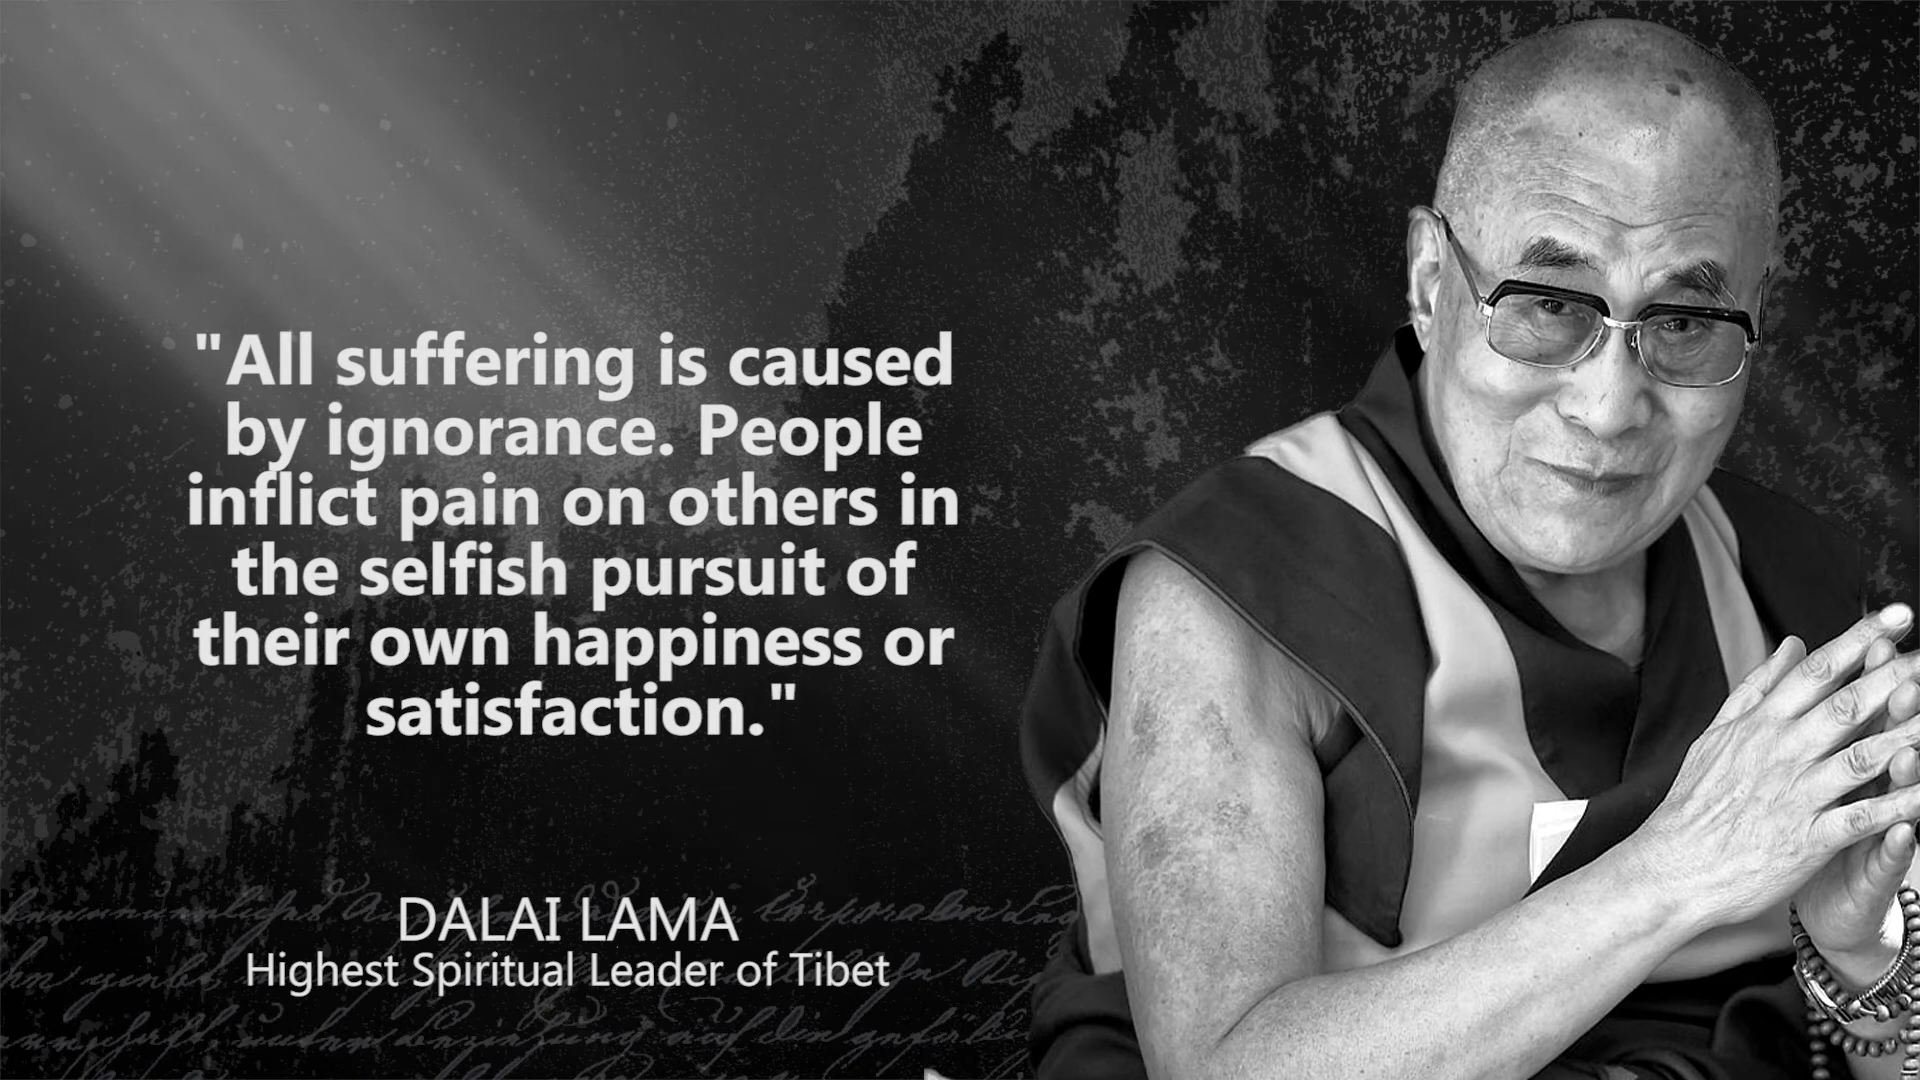 "All suffering is caused
by ignorance. People
inflict pain on others in
the selfish pursuit of
their own happiness or
satisfaction."
DALAI LAMA
Highest Spiritual Leader of Tibet